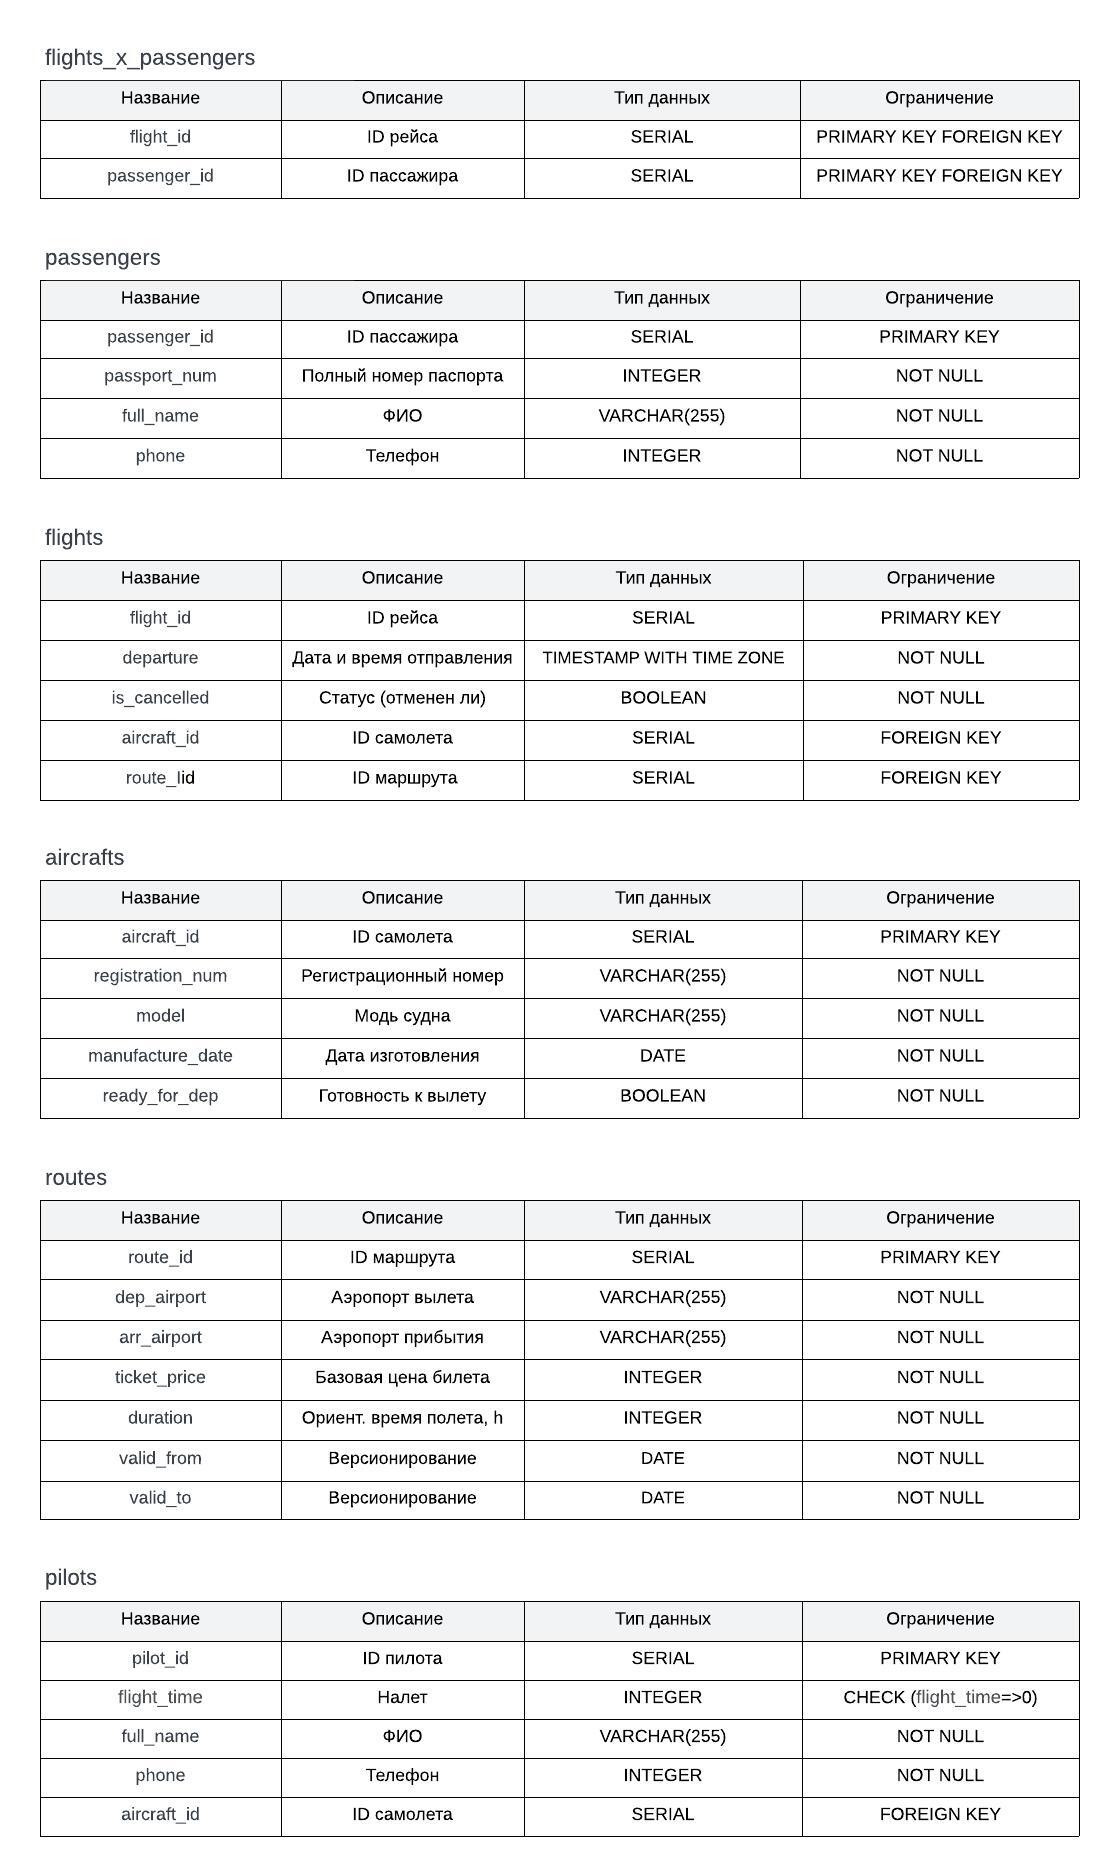 flights_x_passengers
Название Описание Тип данных Ограничение
flight_id ID рейса SERIAL PRIMARY KEY FOREIGN KEY
passenger_id ID пассажира SERIAL PRIMARY KEY FOREIGN KEY
passengers
Название Описание Тип данных Ограничение
passenger_id ID пассажира SERIAL PRIMARY KEY
passport_num Полный номер паспорта INTEGER NOT NULL
full_name ФИО VARCHAR(255) NOT NULL
phone Телефон INTEGER NOT NULL
flights
Название Описание Тип данных Ограничение
flight_id ID рейса SERIAL PRIMARY KEY
departure Дата и время отправления TIMESTAMP WITH TIME ZONE NOT NULL
is_cancelled Статус (отменен ли) BOOLEAN NOT NULL
aircraft_id ID самолета SERIAL FOREIGN KEY
route_lid ID маршрута SERIAL FOREIGN KEY
aircrafts
Название Описание Тип данных Ограничение
aircraft_id ID самолета SERIAL PRIMARY KEY
registration_num Регистрационный номер VARCHAR(255) NOT NULL
model Модь судна VARCHAR(255) NOT NULL
manufacture_date Дата изготовления DATE NOT NULL
ready_for_dep Готовность к вылету BOOLEAN NOT NULL
routes
Название Описание Тип данных Ограничение
route_id ID маршрута SERIAL PRIMARY KEY
dep_airport Аэропорт вылета VARCHAR(255) NOT NULL
arr_airport Аэропорт прибытия VARCHAR(255) NOT NULL
ticket_price Базовая цена билета INTEGER NOT NULL
duration Ориент. время полета, h INTEGER NOT NULL
valid_from Версионирование DATE NOT NULL
valid_to Версионирование DATE NOT NULL
pilots
Название Описание Тип данных Ограничение
pilot_id ID пилота SERIAL PRIMARY KEY
flight_time Налет INTEGER CHECK (flight_time=>0)
full_name ФИО VARCHAR(255) NOT NULL
phone Телефон INTEGER NOT NULL
aircraft_id ID самолета SERIAL FOREIGN KEY